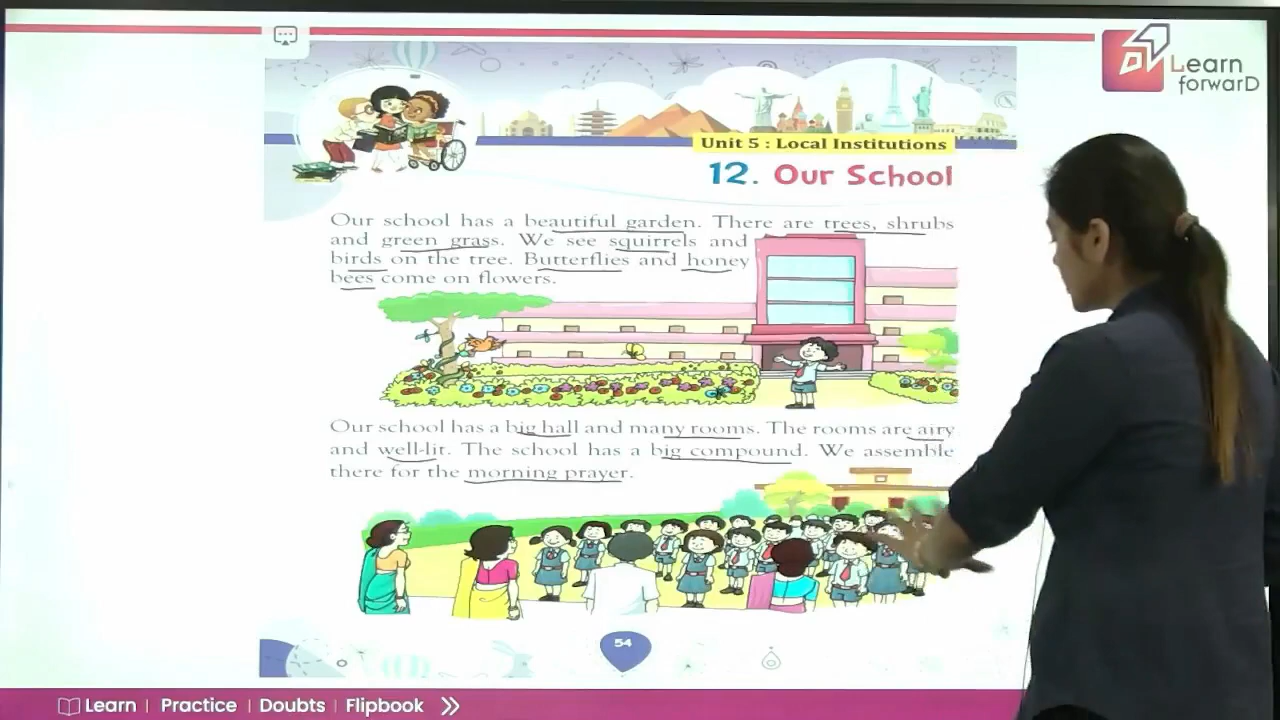 Learn
forwarD
Unit 5 : Local Institutions
12. Our School
Our school has a beautiful garden. There are trees, shrubs
and green grass. We see squirrels and
birds on the tree. Butterflies and honey
bees come on flowers.
Our school has a big hall and many rooms. The rooms are airy
and well-lit. The school has a big compound. We assemble
there for the morning prayer.
54
Learn | Practice | Doubts | Flipbook